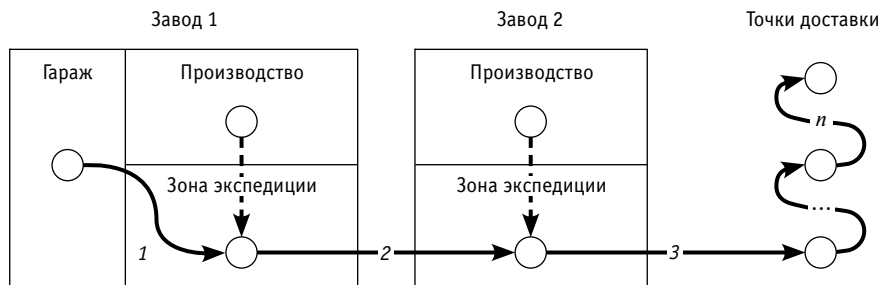 Завод 1 Завод 2 Точки доставки
Гараж Производство Производство
n
Зона экспедиции Зона экспедиции
...
1 2 3